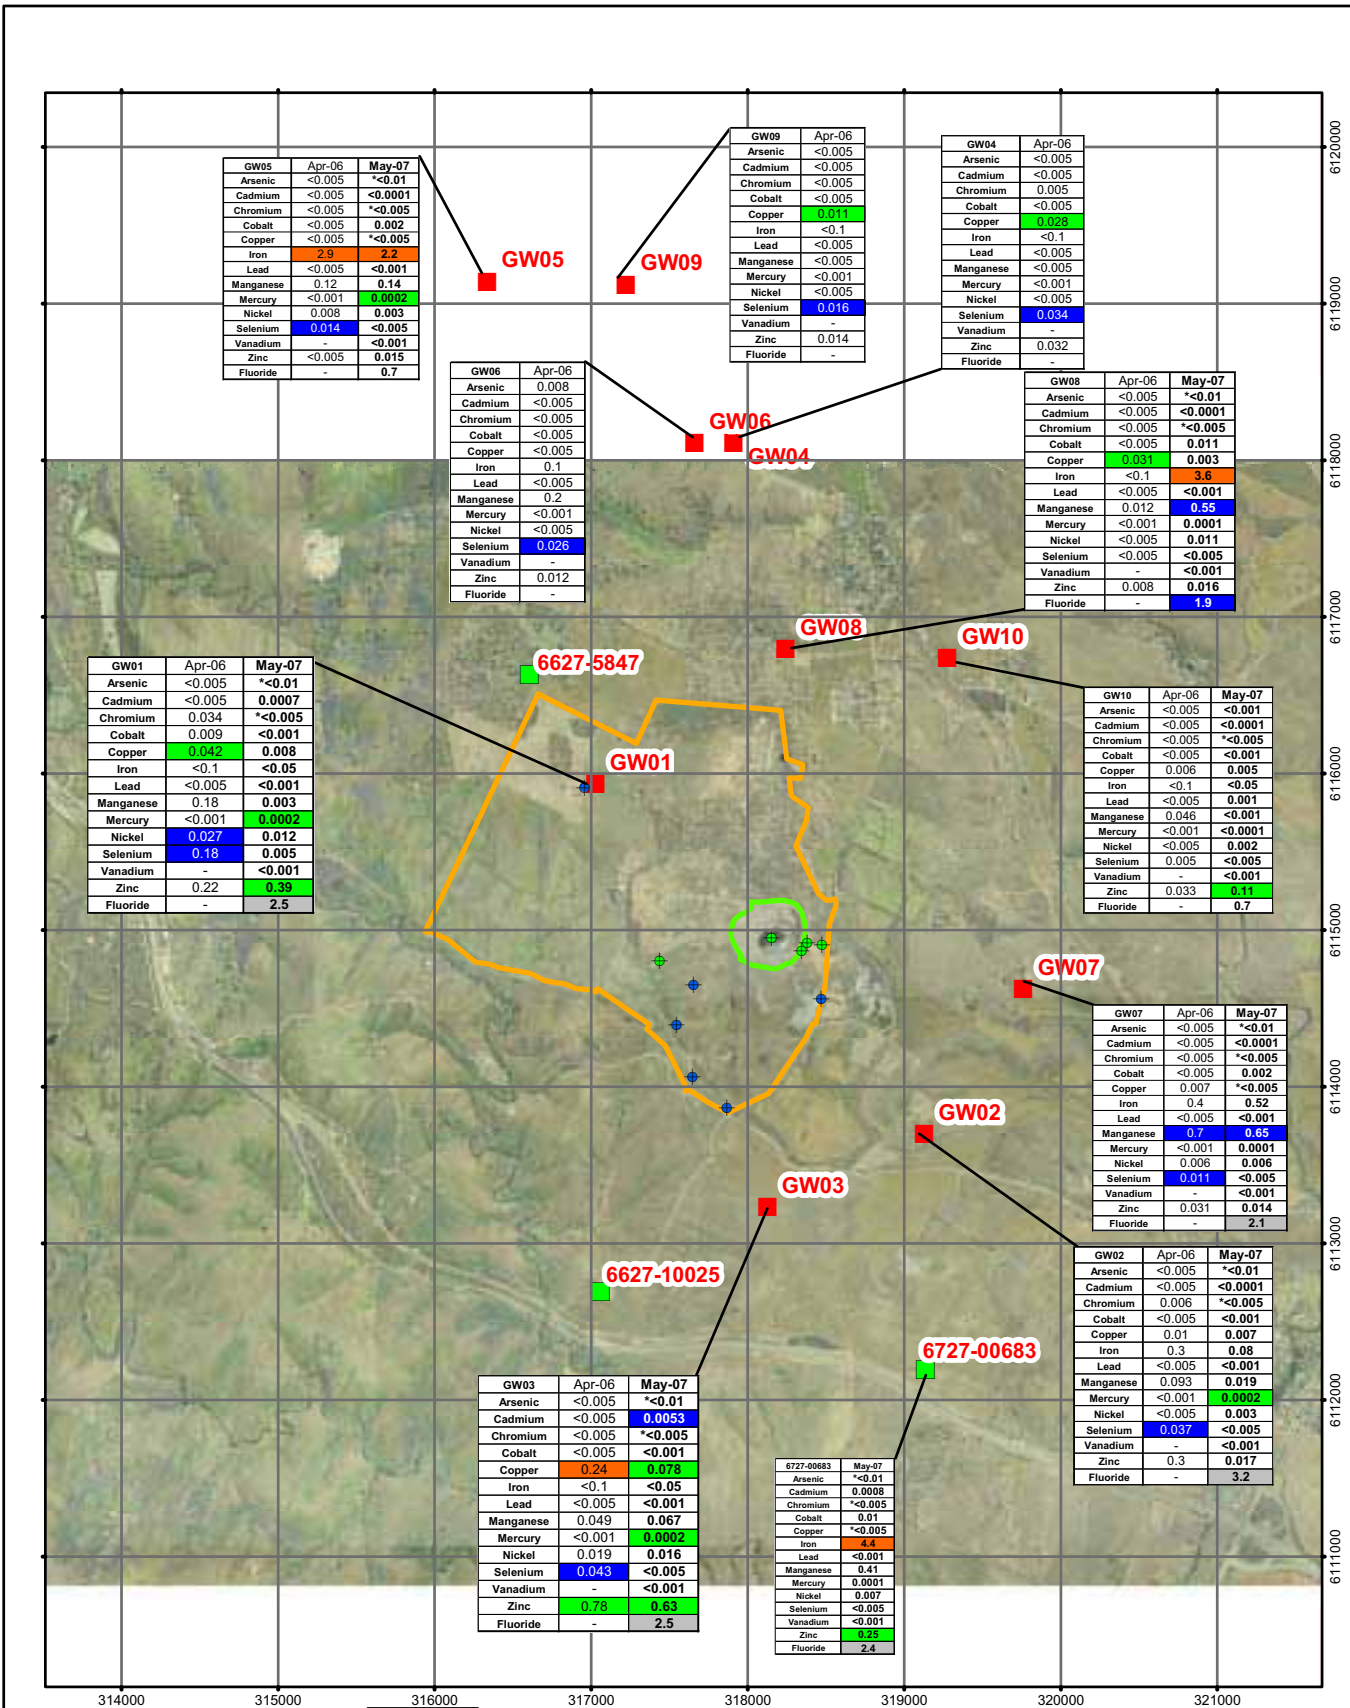 GW05 Apr-06 May-07
Arsenic <0.005 *<0.01
Cadmium <0.005 <0.0001
Chromium <0.005 *<0.005
Cobalt <0.005 0.002
Copper <0.005 *<0.005
Iron 2.9 2.2
Lead <0.005 <0.001
Manganese 0.12 0.14
Mercury <0.001 0.0002
Nickel 0.008 0.003
Selenium 0.014 <0.005
Vanadium - <0.001
Zinc <0.005 0.015
Fluoride - 0.7
GW09 Apr-06
Arsenic <0.005
Cadmium <0.005
Chromium <0.005
Cobalt <0.005
Copper 0.011
Iron <0.1
Lead <0.005
Manganese <0.005
Mercury <0.001
Nickel <0.005
Selenium 0.016
Vanadium -
Zinc 0.014
Fluoride -
GW04 Apr-06
Arsenic <0.005
Cadmium <0.005
Chromium 0.005
Cobalt <0.005
Copper 0.028
Iron <0.1
Lead <0.005
Manganese <0.005
Mercury <0.001
Nickel <0.005
Selenium 0.034
Vanadium -
Zinc 0.032
Fluoride -
GW05
GW09
GW06 Apr-06
Arsenic 0.008
Cadmium <0.005
Chromium <0.005
Cobalt <0.005
Copper <0.005
Iron 0.1
Lead <0.005
Manganese 0.2
Mercury <0.001
Nickel <0.005
Selenium 0.026
Vanadium -
Zinc 0.012
Fluoride -
GW06
GW04
GW08 Apr-06 May-07
Arsenic <0.005 *<0.01
Cadmium <0.005 <0.0001
Chromium <0.005 *<0.005
Cobalt <0.005 0.011
Copper 0.031 0.003
Iron <0.1 3.6
Lead <0.005 <0.001
Manganese 0.012 0.55
Mercury <0.001 0.0001
Nickel <0.005 0.011
Selenium <0.005 <0.005
Vanadium - <0.001
Zinc 0.008 0.016
Fluoride - 1.9
GW08
GW10
6627-5847
GW01 Apr-06 May-07
Arsenic <0.005 *<0.01
Cadmium <0.005 0.0007
Chromium 0.034 *<0.005
Cobalt 0.009 <0.001
Copper 0.042 0.008
Iron <0.1 <0.05
Lead <0.005 <0.001
Manganese 0.18 0.003
Mercury <0.001 0.0002
Nickel 0.027 0.012
Selenium 0.18 0.005
Vanadium - <0.001
Zinc 0.22 0.39
Fluoride - 2.5
GW01
GW10 Apr-06 May-07
Arsenic <0.005 <0.001
Cadmium <0.005 <0.0001
Chromium <0.005 *<0.005
Cobalt <0.005 <0.001
Copper 0.006 0.005
Iron <0.1 <0.05
Lead <0.005 0.001
Manganese 0.046 <0.001
Mercury <0.001 <0.0001
Nickel <0.005 0.002
Selenium 0.005 <0.005
Vanadium - <0.001
Zinc 0.033 0.11
Fluoride - 0.7
GW07
GW07 Apr-06 May-07
Arsenic <0.005 *<0.01
Cadmium <0.005 <0.0001
Chromium <0.005 *<0.005
Cobalt <0.005 0.002
Copper 0.007 *<0.005
Iron 0.4 0.52
Lead <0.005 <0.001
Manganese 0.7 0.65
Mercury <0.001 0.0001
Nickel 0.006 0.006
Selenium 0.011 <0.005
Vanadium - <0.001
Zinc 0.031 0.014
Fluoride - 2.1
GW02
GW03
GW02 Apr-06 May-07
Arsenic <0.005 *<0.01
Cadmium <0.005 <0.0001
Chromium 0.006 *<0.005
Cobalt <0.005 <0.001
Copper 0.01 0.007
Iron 0.3 0.08
Lead <0.005 <0.001
Manganese 0.093 0.019
Mercury <0.001 0.0002
Nickel <0.005 0.003
Selenium 0.037 <0.005
Vanadium - <0.001
Zinc 0.3 0.017
Fluoride - 3.2
6627-10025
6727-00683
GW03 Apr-06 May-07
Arsenic <0.005 *<0.01
Cadmium <0.005 0.0053
Chromium <0.005 *<0.005
Cobalt <0.005 <0.001
Copper 0.24 0.078
Iron <0.1 <0.05
Lead <0.005 <0.001
Manganese 0.049 0.067
Mercury <0.001 0.0002
Nickel 0.019 0.016
Selenium 0.043 <0.005
Vanadium - <0.001
Zinc 0.78 0.63
Fluoride - 2.5
6727-00683 May-07
Arsenic *<0.01
Cadmium 0.0008
Chromium *<0.005
Cobalt 0.01
Copper *<0.005
Iron 4.4
Lead <0.001
Manganese 0.41
Mercury 0.0001
Nickel 0.007
Selenium <0.005
Vanadium <0.001
Zinc 0.25
Fluoride 2.4
6120000
6119000
6118000
6117000
6116000
6115000
6114000
6113000
6112000
6111000
314000 315000 316000 317000 318000 319000 320000 321000